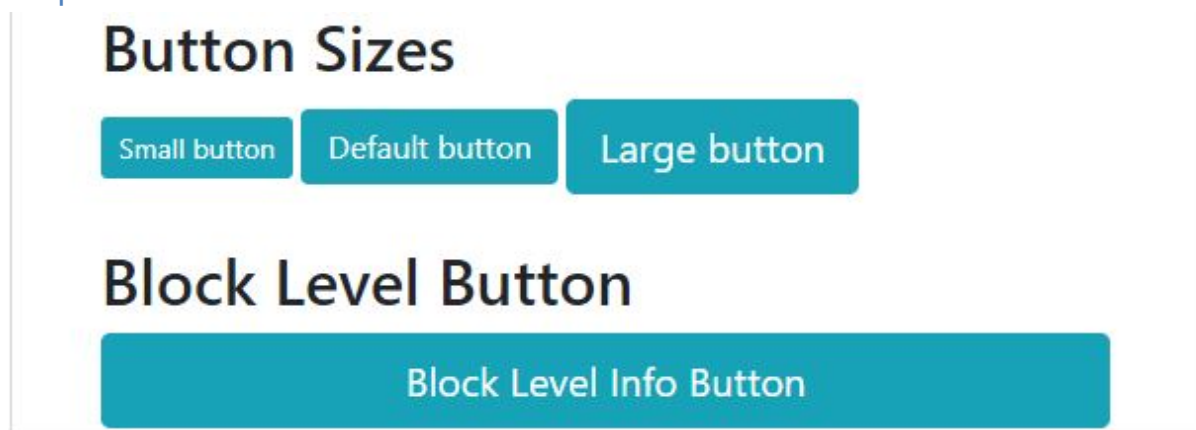 Button Sizes
Small button Default button Large button
Block Level Button
Block Level Info Button